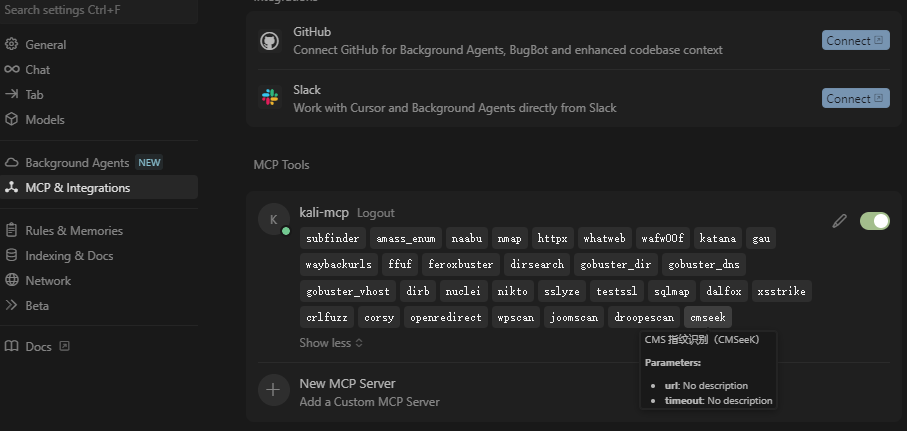 Search settings Ctrl+F
General
Chat
Tab
Models
Background Agents NEW
MCP & Integrations
Rules & Memories
Indexing & Docs
Network
Beta
Docs
Integrations
GitHub
Connect GitHub for Background Agents, BugBot and enhanced codebase context
Connect
Slack
Work with Cursor and Background Agents directly from Slack
Connect
MCP Tools
K
kali-mcp Logout
subfinder amass_enum naabu nmap httpx whatweb wafw00f katana gau
waybackurls ffuf feroxbuster dirsearch gobuster_dir gobuster_dns
gobuster_vhost dirb nuclei nikto sslyze testssl sqlmap dalfox xsstrike
crlfuzz corsy openredirect wpscan joomscan droopescan cmseek
Show less
CMS 指纹识别（CMSeeK）
Parameters:
• url: No description
• timeout: No description
New MCP Server
Add a Custom MCP Server